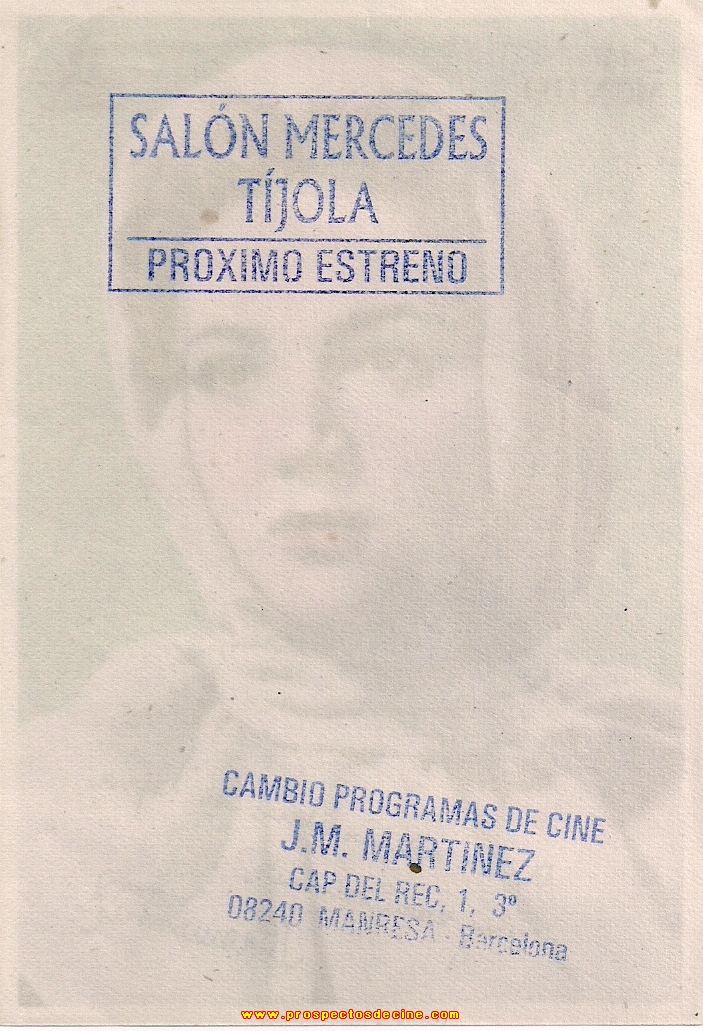 SALÓN MERCEDES
TÍJOLA
PROXIMO ESTRENO
CAMBIO PROGRAMAS DE CINE
J.M. MARTINEZ
CAP DEL REC, 1, 3º
08240 MANRESA - Barcelona
www.prospectosdecine.com